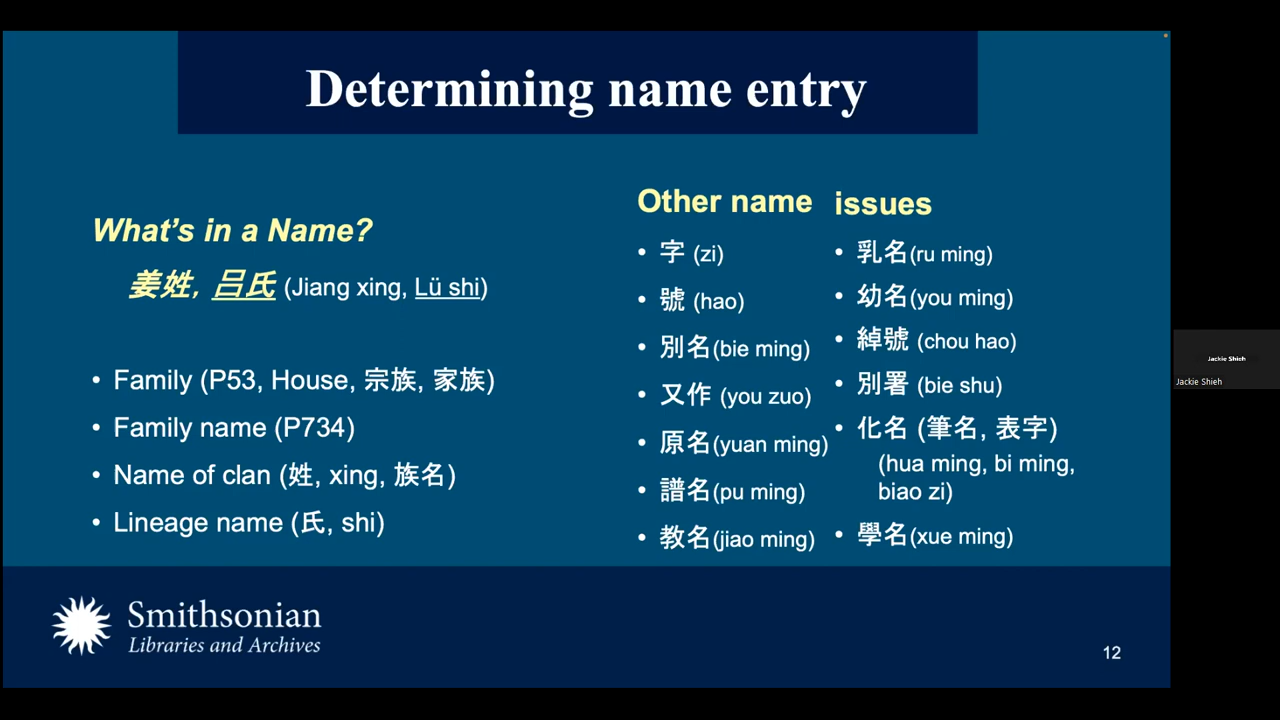 Determining name entry
What's in a Name?
姜姓, 吕氏 (Jiang xing, Lü shi)
• Family (P53, House, 宗族, 家族)
• Family name (P734)
• Name of clan (姓, xing, 族名)
• Lineage name (氏, shi)
Other name
• 字 (zi)
• 號 (hao)
• 別名(bie ming)
• 又作 (you zuo)
• 原名(yuan ming)
• 譜名(pu ming)
• 教名(jiao ming)
issues
• 乳名(ru ming)
• 幼名(you ming)
• 綽號 (chou hao)
• 別署 (bie shu)
• 化名 (筆名, 表字)
(hua ming, bi ming,
biao zi)
• 學名(xue ming)
Smithsonian
Libraries and Archives
12
Jackie Shieh
Jackie Shieh